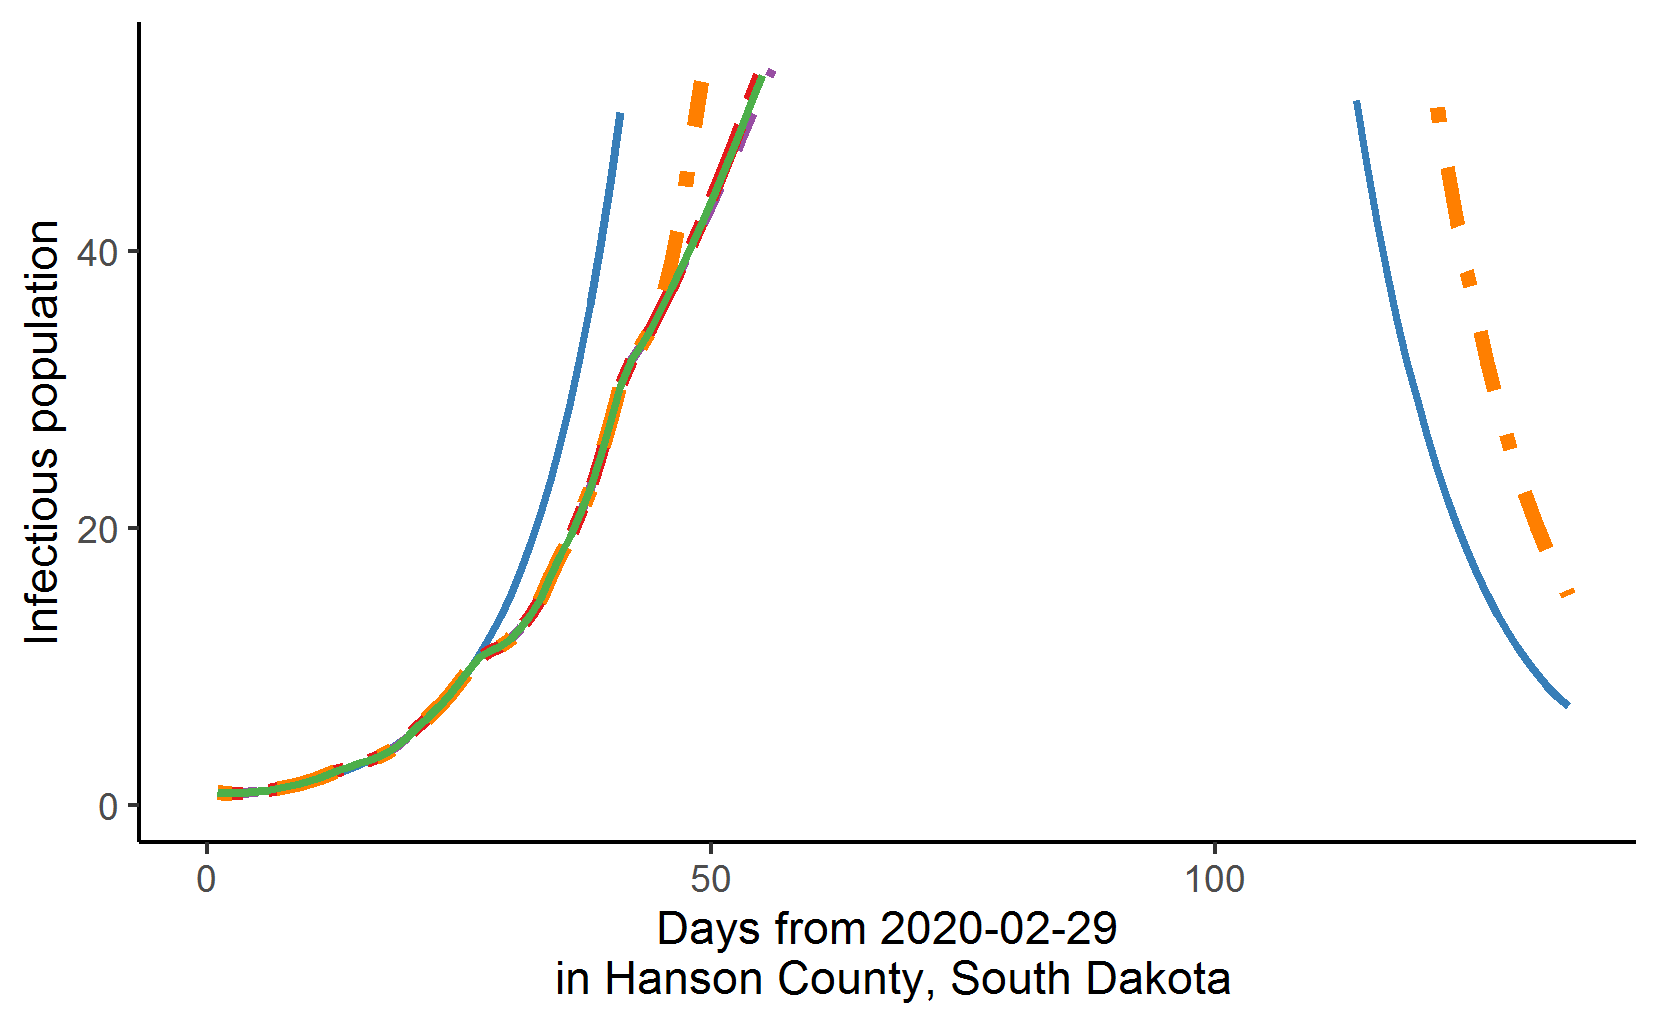 Infectious population
40
20
0
0 50 100
Days from 2020-02-29
in Hanson County, South Dakota